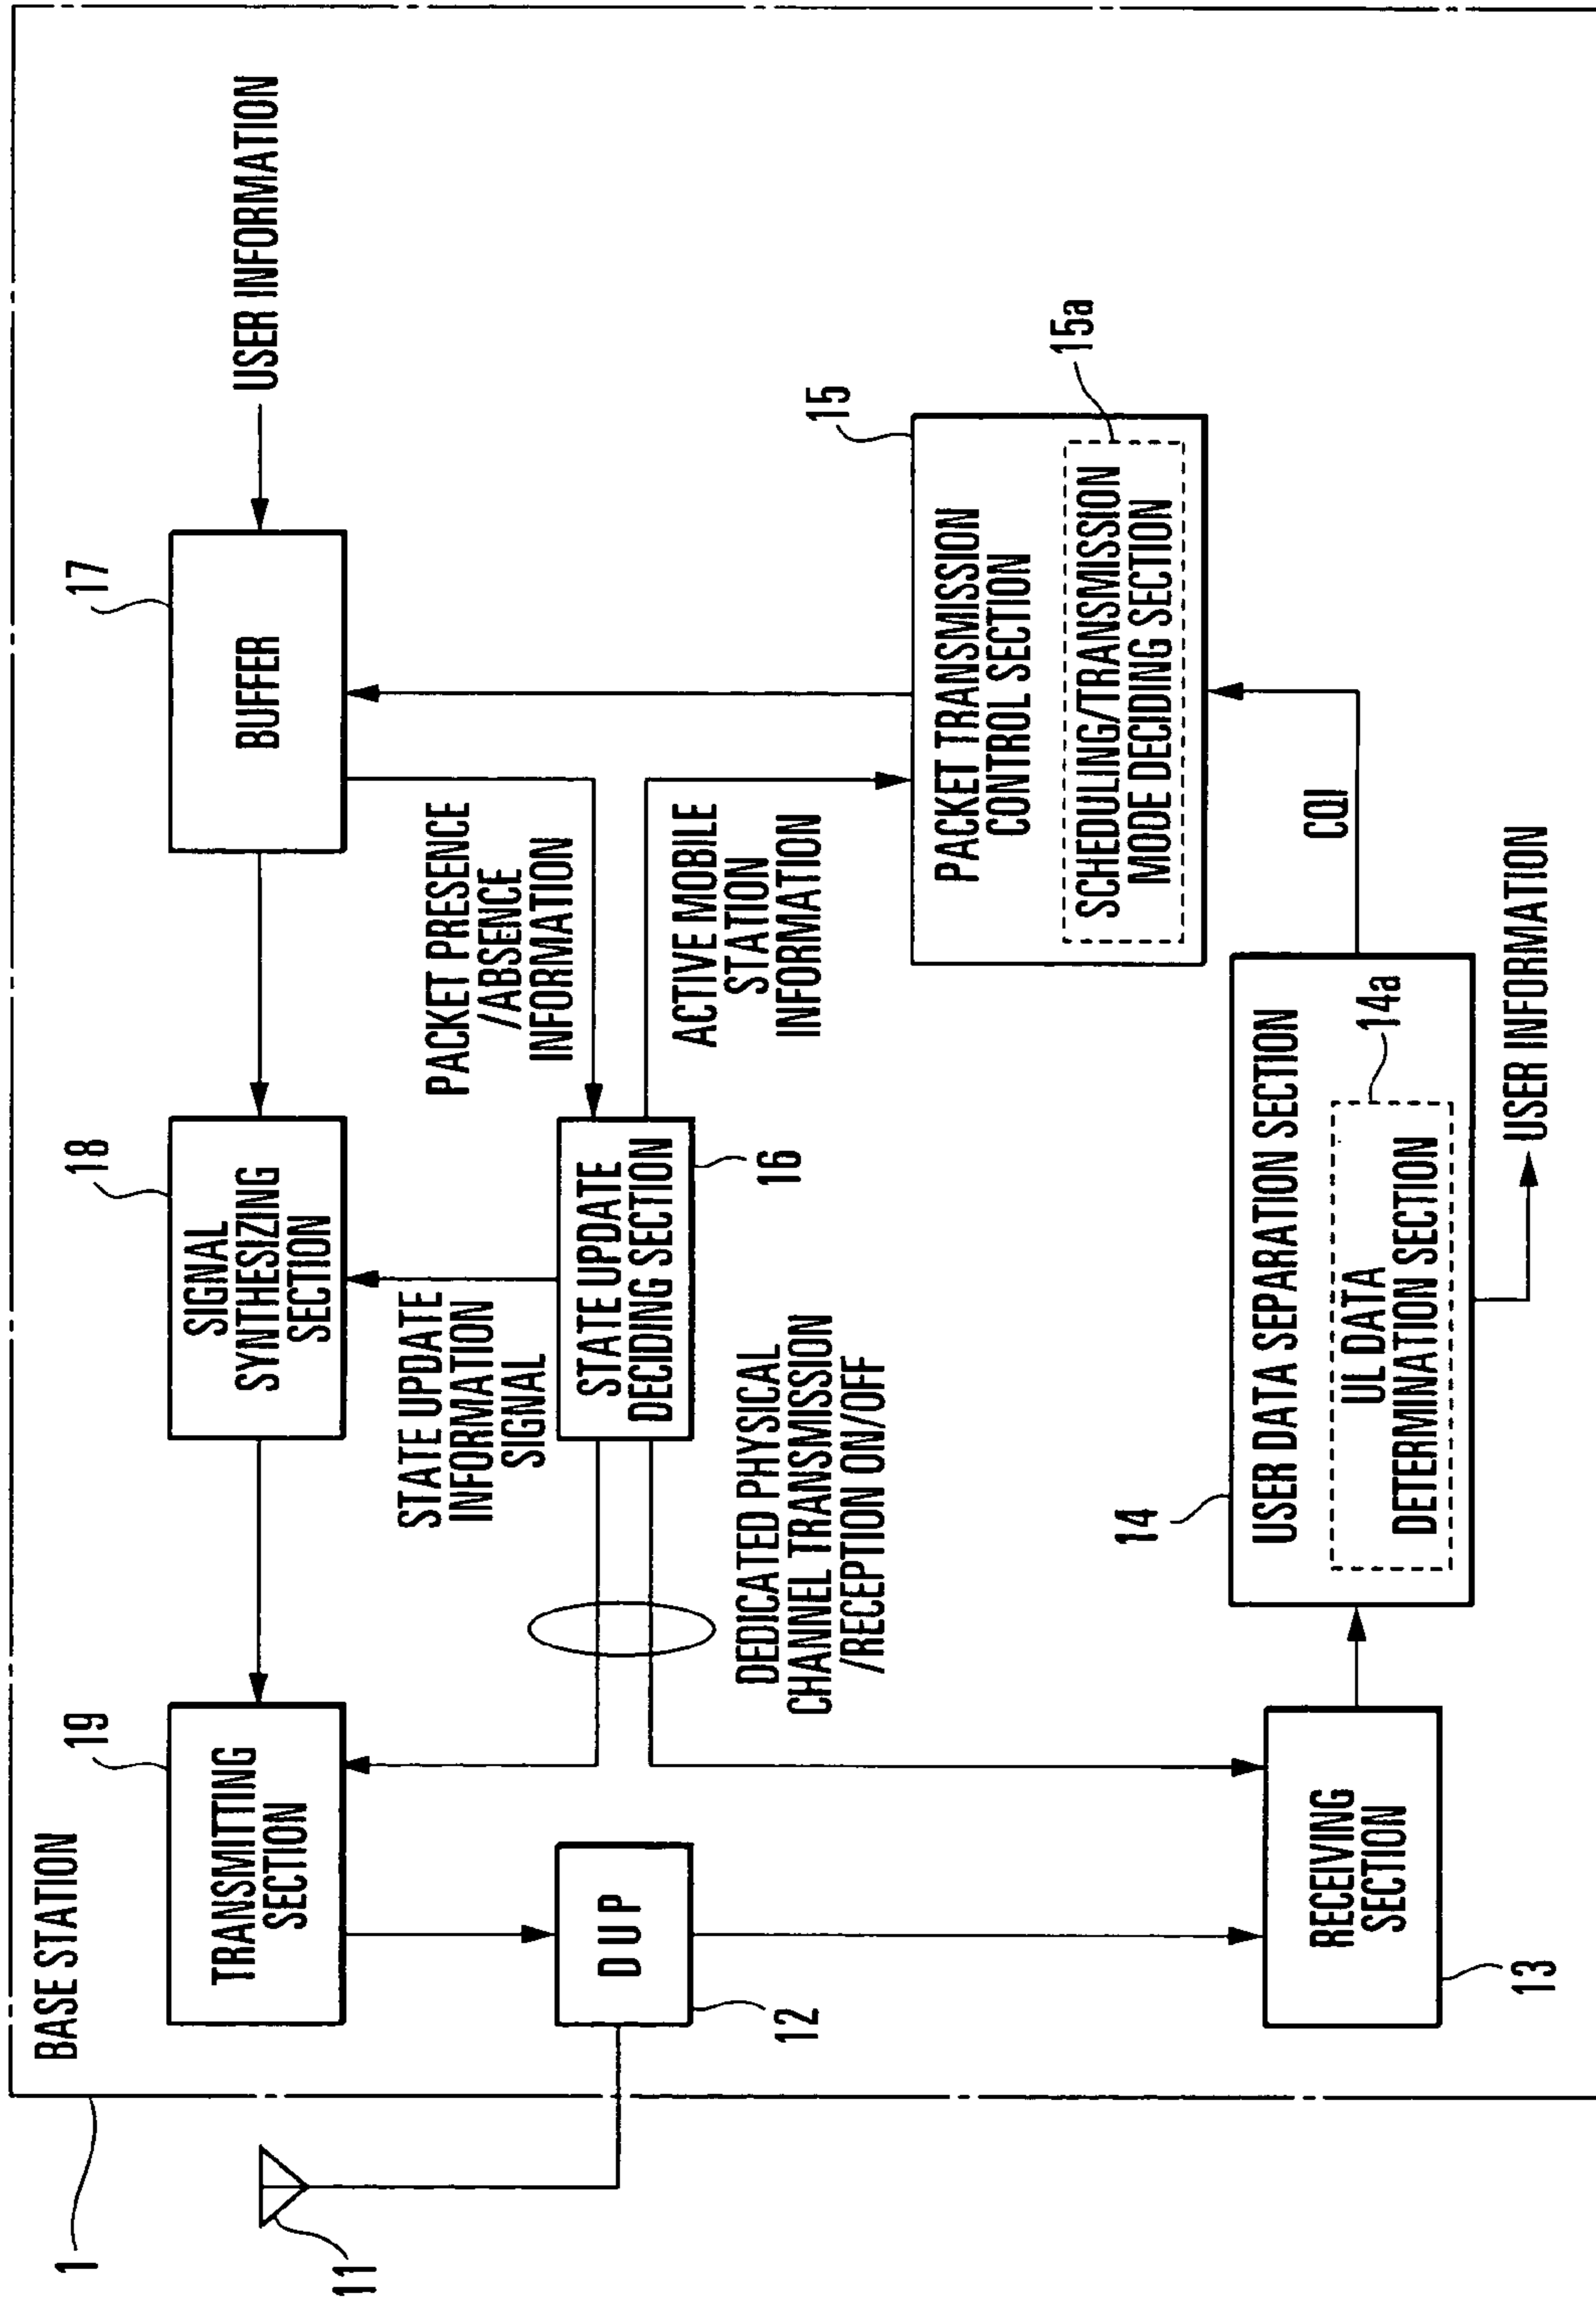 BASE STATION
1
11
19
TRANSMITTING
SECTION
18
SIGNAL
SYNTHESIZING
SECTION
17
BUFFER
USER INFORMATION
STATE UPDATE
INFORMATION
SIGNAL
PACKET PRESENCE
/ABSENCE
INFORMATION
DUP
12
STATE UPDATE
DECIDING SECTION
16
ACTIVE MOBILE
STATION
INFORMATION
DEDICATED PHYSICAL
CHANNEL TRANSMISSION
/RECEPTION ON/OFF
15
PACKET TRANSMISSION
CONTROL SECTION
15a
SCHEDULING/TRANSMISSION
MODE DECIDING SECTION
RECEIVING
SECTION
13
14
USER DATA SEPARATION SECTION
14a
UL DATA
DETERMINATION SECTION
CQI
USER INFORMATION